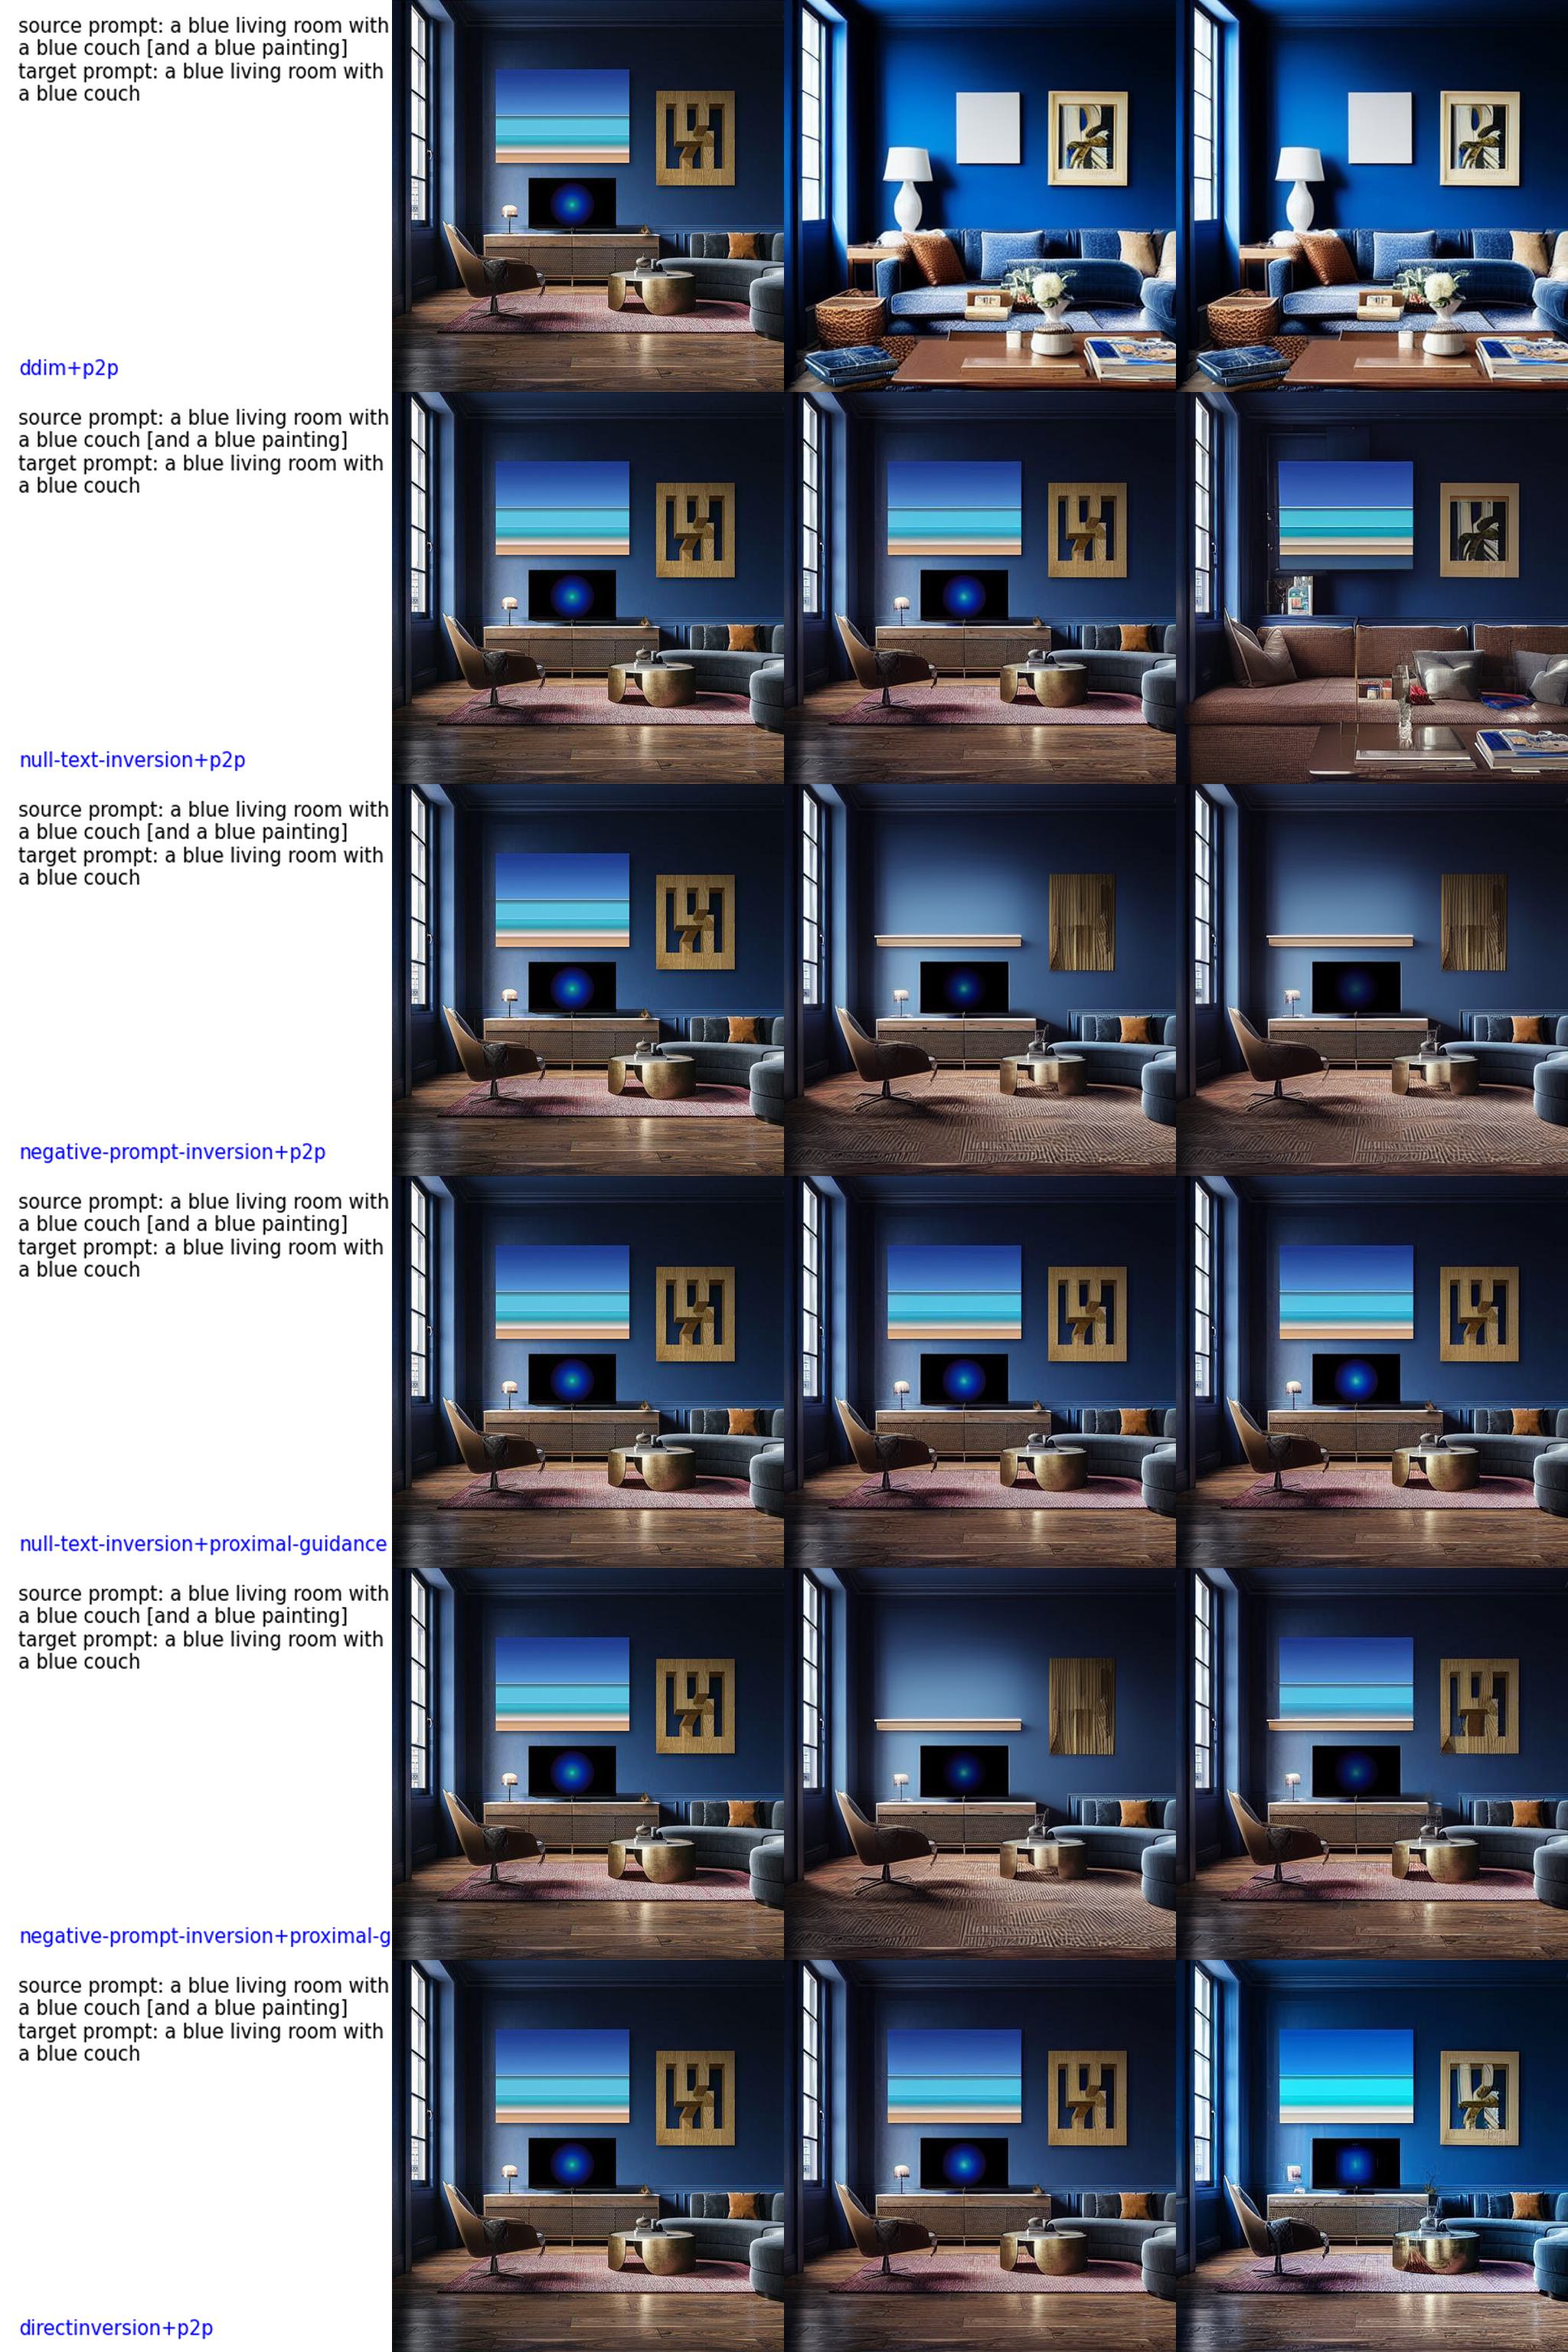 source prompt: a blue living room with
a blue couch [and a blue painting]
target prompt: a blue living room with
a blue couch
ddim+p2p
source prompt: a blue living room with
a blue couch [and a blue painting]
target prompt: a blue living room with
a blue couch
null-text-inversion+p2p
source prompt: a blue living room with
a blue couch [and a blue painting]
target prompt: a blue living room with
a blue couch
negative-prompt-inversion+p2p
source prompt: a blue living room with
a blue couch [and a blue painting]
target prompt: a blue living room with
a blue couch
null-text-inversion+proximal-guidance
source prompt: a blue living room with
a blue couch [and a blue painting]
target prompt: a blue living room with
a blue couch
negative-prompt-inversion+proximal-g
source prompt: a blue living room with
a blue couch [and a blue painting]
target prompt: a blue living room with
a blue couch
directinversion+p2p